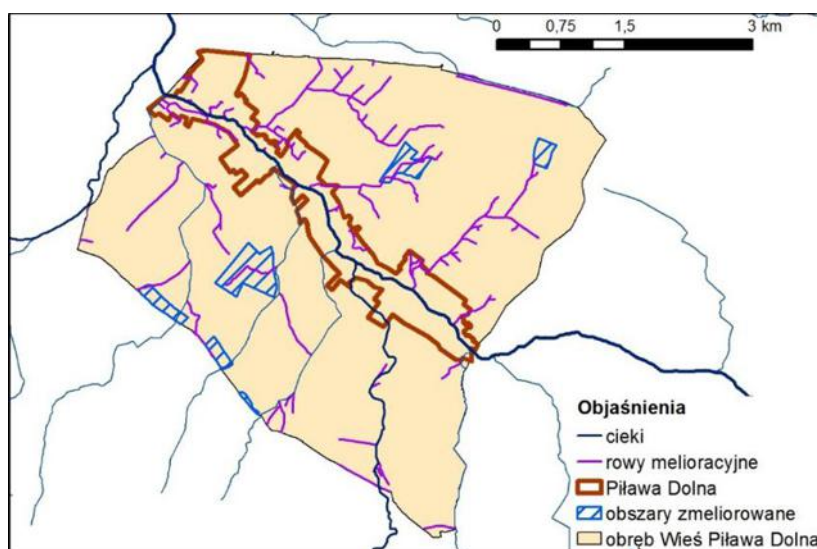 0 0,75 1,5 3 km
Objaśnienia
cieki
rowy melioracyjne
Piława Dolna
obszary zmeliorowane
obręb Wieś Piława Dolna